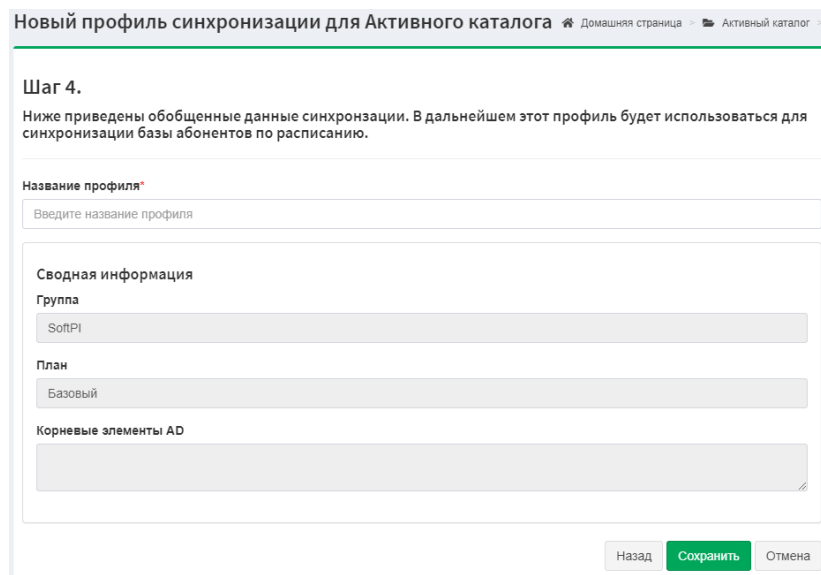 Новый профиль синхронизации для Активного каталога Домашняя страница > Активный каталог >
Шаг 4.
Ниже приведены обобщенные данные синхронзации. В дальнейшем этот профиль будет использоваться для
синхронизации базы абонентов по расписанию.
Название профиля*
Введите название профиля
Сводная информация
Группа
SoftPI
План
Базовый
Корневые элементы AD
Назад Сохранить Отмена